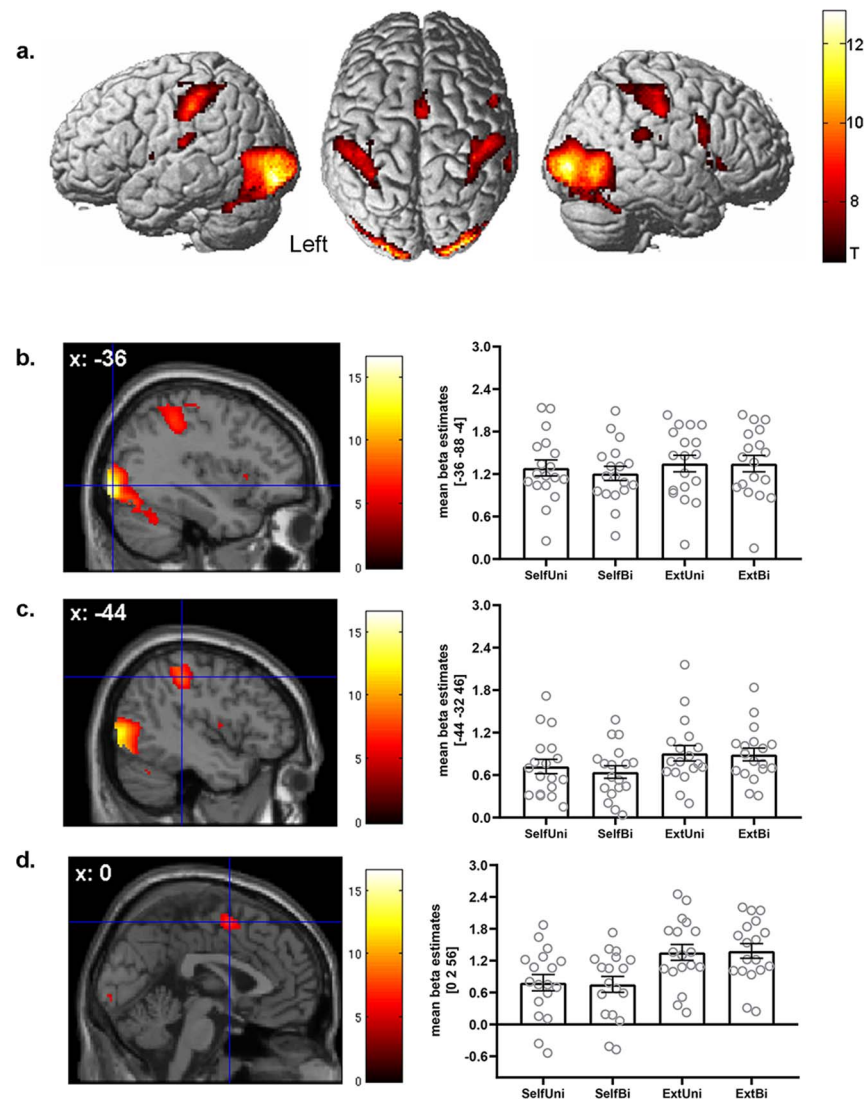 a.
Left
12
10
8
T
b.
x: -36
15
10
5
0
mean beta estimates
[-36 -88 -4]
3.0
2.4
1.8
1.2
0.6
0.0
SelfUni SelfBi ExtUni ExtBi
c.
x: -44
15
10
5
0
mean beta estimates
[-44 -32 46]
3.0
2.4
1.8
1.2
0.6
0.0
SelfUni SelfBi ExtUni ExtBi
d.
x: 0
15
10
5
0
mean beta estimates
[0 2 56]
3.0
2.4
1.8
1.2
0.6
0.0
-0.6
SelfUni SelfBi ExtUni ExtBi